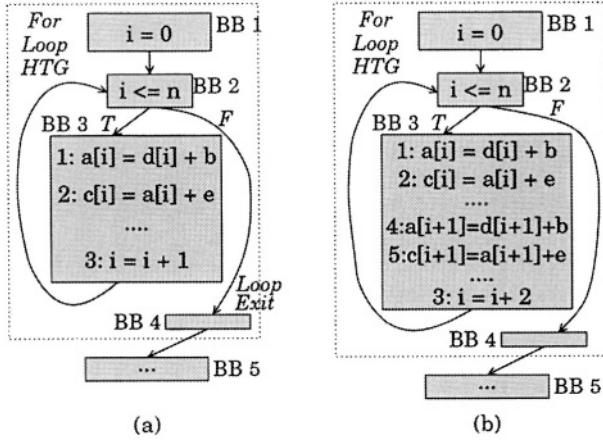 For
Loop
HTG
i = 0
BB 1
i <= n
BB 2
BB 3
T
F
1: a[i] = d[i] + b
2: c[i] = a[i] + e
....
3: i = i + 1
Loop
Exit
BB 4
...
BB 5
(a)
For
Loop
HTG
i = 0
BB 1
i <= n
BB 2
BB 3
T
F
1: a[i] = d[i] + b
2: c[i] = a[i] + e
....
4:a[i+1]=d[i+1]+b
5:c[i+1]=a[i+1]+e
....
3: i = i+ 2
BB 4
...
BB 5
(b)